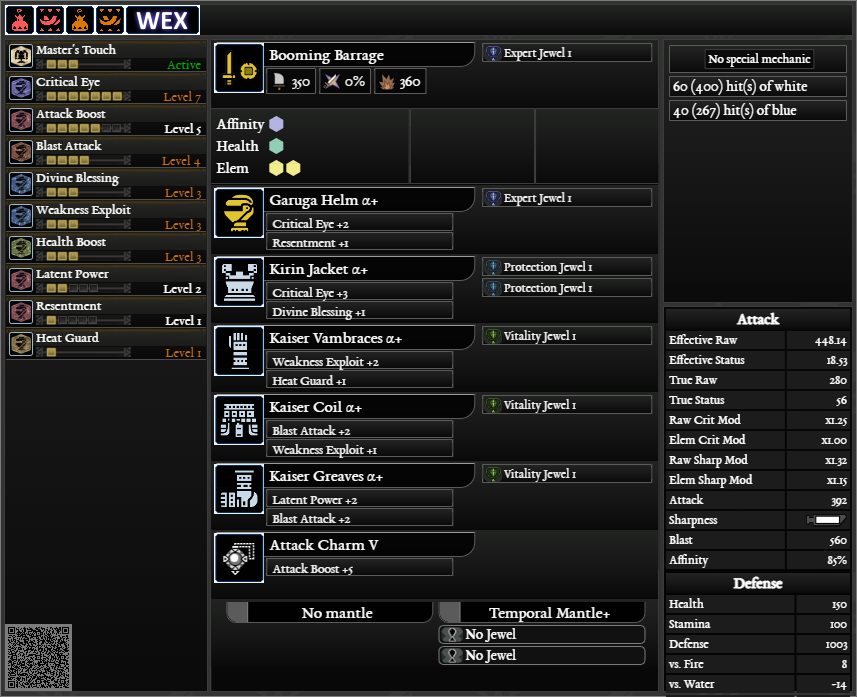 WEX
Master's Touch
Active
Critical Eye
Level 7
Attack Boost
Level 5
Blast Attack
Level 4
Divine Blessing
Level 3
Weakness Exploit
Level 3
Health Boost
Level 3
Latent Power
Level 2
Resentment
Level 1
Heat Guard
Level 1
Booming Barrage
350 0% 360
Expert Jewel 1
Affinity
Health
Elem
Garuga Helm α+
Critical Eye +2
Resentment +1
Expert Jewel 1
Kirin Jacket α+
Critical Eye +3
Divine Blessing +1
Protection Jewel 1
Protection Jewel 1
Kaiser Vambraces α+
Weakness Exploit +2
Heat Guard +1
Vitality Jewel 1
Kaiser Coil α+
Blast Attack +2
Weakness Exploit +1
Vitality Jewel 1
Kaiser Greaves α+
Latent Power +2
Blast Attack +2
Vitality Jewel 1
Attack Charm V
Attack Boost +5
No mantle
Temporal Mantle+
No Jewel
No Jewel
No special mechanic
60 (400) hit(s) of white
40 (267) hit(s) of blue
Attack
Effective Raw 448.14
Effective Status 18.53
True Raw 280
True Status 56
Raw Crit Mod x1.25
Elem Crit Mod x1.00
Raw Sharp Mod x1.32
Elem Sharp Mod x1.15
Attack 392
Sharpness
Blast 560
Affinity 85%
Defense
Health 150
Stamina 100
Defense 1003
vs. Fire 8
vs. Water -14